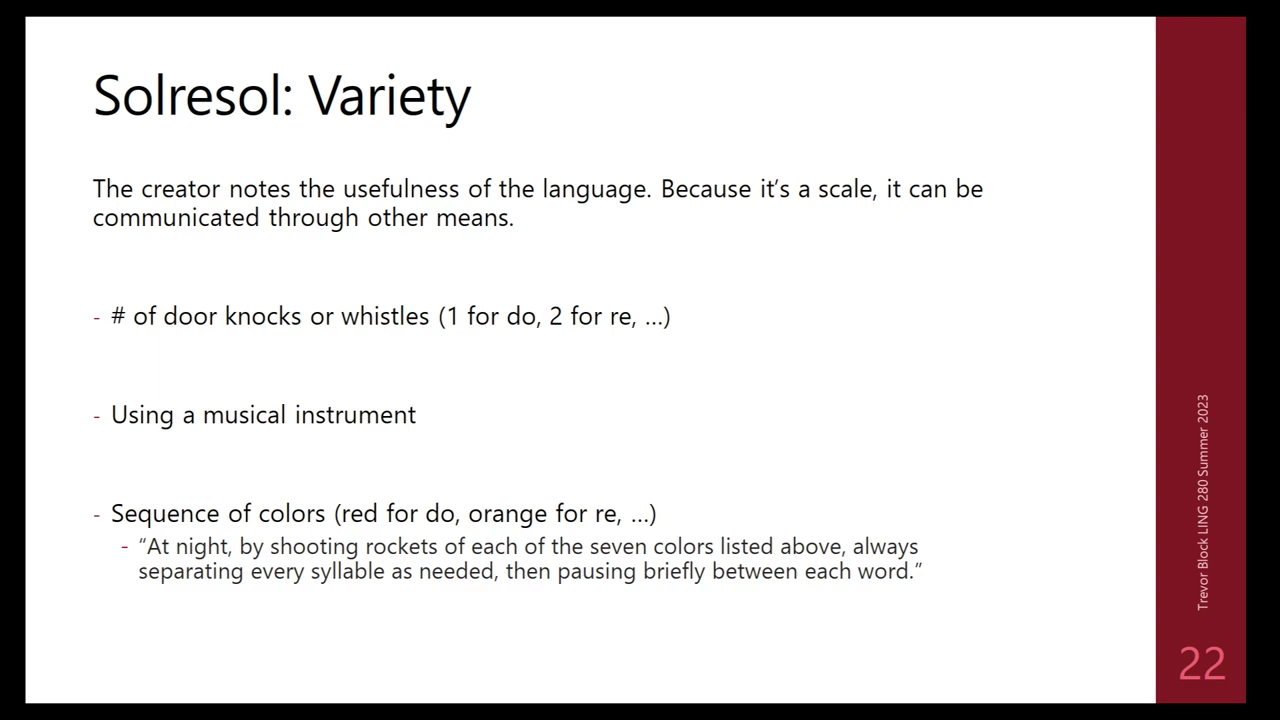 Solresol: Variety
The creator notes the usefulness of the language. Because it’s a scale, it can be
communicated through other means.
- # of door knocks or whistles (1 for do, 2 for re, …)
- Using a musical instrument
- Sequence of colors (red for do, orange for re, …)
- “At night, by shooting rockets of each of the seven colors listed above, always
separating every syllable as needed, then pausing briefly between each word.”
Trevor Block LING 280 Summer 2023
22